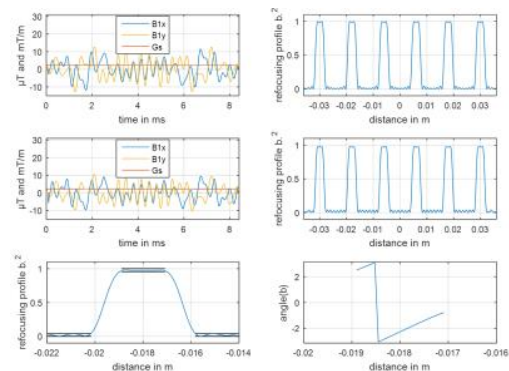 30
20
10
0
-10
µT and mT/m
B1x
B1y
Gs
0 2 4 6 8
time in ms
1
0.5
0
refocusing profile b.²
-0.03 -0.02 -0.01 0 0.01 0.02 0.03
distance in m
30
20
10
0
-10
µT and mT/m
B1x
B1y
Gs
0 2 4 6 8
time in ms
1
0.5
0
refocusing profile b.²
-0.03 -0.02 -0.01 0 0.01 0.02 0.03
distance in m
1
0.5
0
refocusing profile b.²
-0.022 -0.02 -0.018 -0.016 -0.014
distance in m
2
0
-2
angle(b)
-0.02 -0.019 -0.018 -0.017 -0.016
distance in m